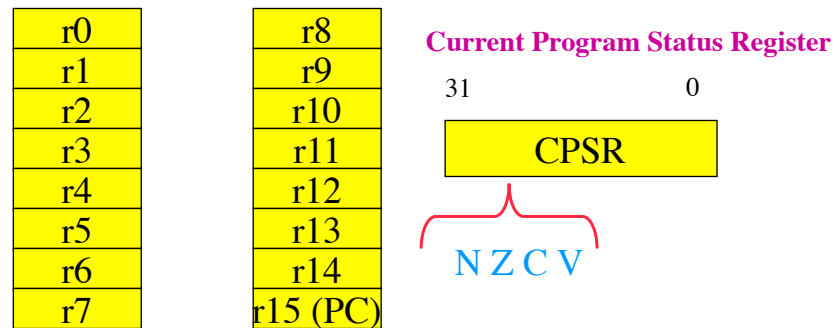 r0
r1
r2
r3
r4
r5
r6
r7
r8
r9
r10
r11
r12
r13
r14
r15 (PC)
Current Program Status Register
31 0
CPSR
N Z C V